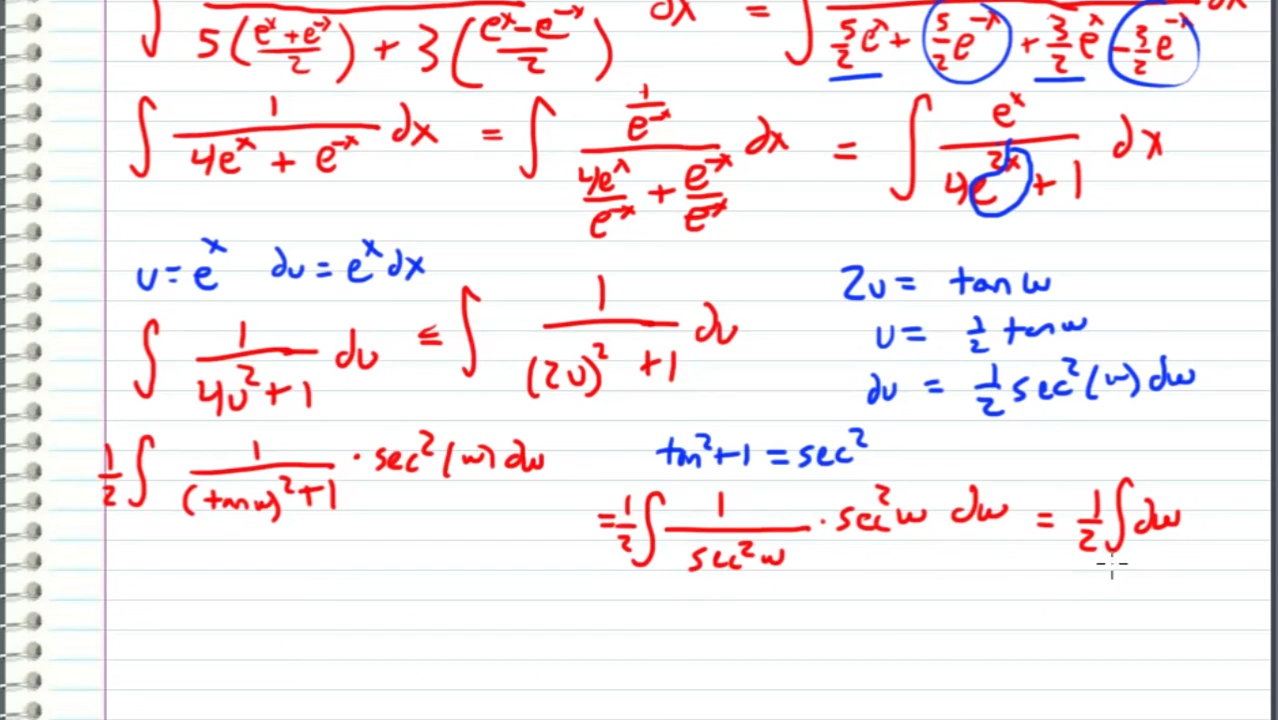 ∫ 5((e^x + e^-x)/2) + 3((e^x - e^-x)/2) dx = ∫ 5/2 e^x + 5/2 e^-x + 3/2 e^x - 3/2 e^-x dx
∫ 1/(4e^x + e^-x) dx = ∫ (1/e^-x)/(4e^x/e^-x + e^-x/e^-x) dx = ∫ e^x/(4e^2x + 1) dx
u = e^x du = e^x dx
2u = tan w
u = 1/2 tan w
∫ 1/(4u^2 + 1) du = ∫ 1/((2u)^2 + 1) du
du = 1/2 sec^2(w) dw
1/2 ∫ 1/((tan w)^2 + 1) · sec^2(w) dw
tan^2 + 1 = sec^2
= 1/2 ∫ 1/(sec^2 w) · sec^2 w dw = 1/2 ∫ dw